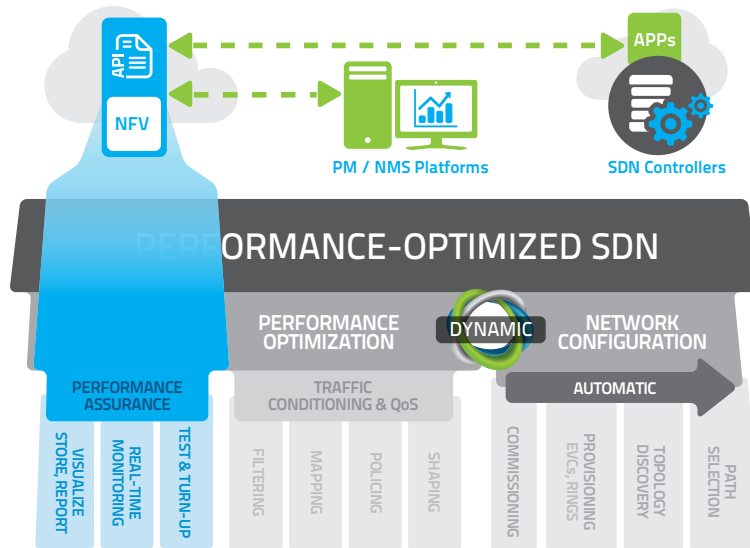 API
NFV
APPs
PM / NMS Platforms
SDN Controllers
PERFORMANCE-OPTIMIZED SDN
PERFORMANCE
OPTIMIZATION
DYNAMIC
NETWORK
CONFIGURATION
PERFORMANCE
ASSURANCE
TRAFFIC
CONDITIONING & QoS
AUTOMATIC
VISUALIZE
STORE, REPORT
REAL-TIME
MONITORING
TEST & TURN-UP
FILTERING
MAPPING
POLICING
SHAPING
COMMISSIONING
PROVISIONING
EVCs, RINGS
TOPOLOGY
DISCOVERY
PATH
SELECTION